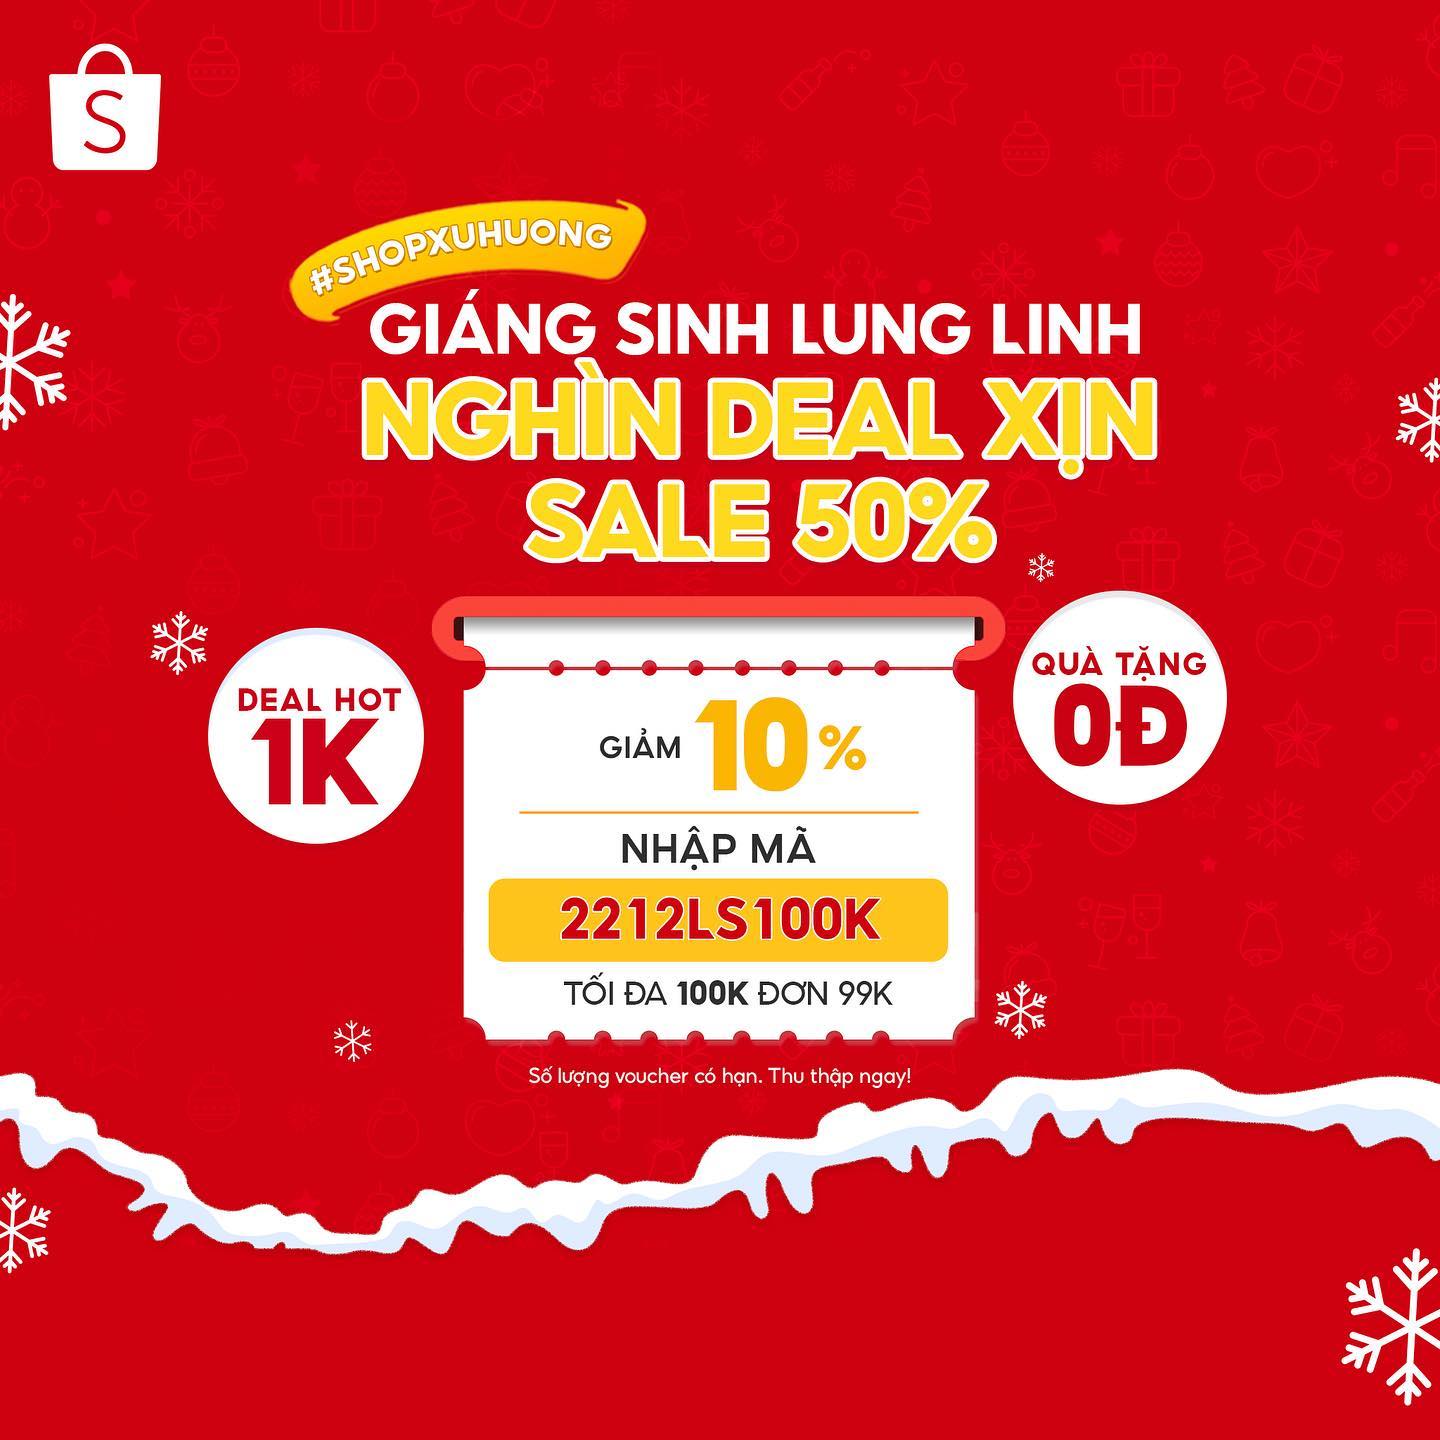 S
#SHOPXUHUONG
GIÁNG SINH LUNG LINH
NGHÌN DEAL XỊN
SALE 50%
DEAL HOT
1K
QUÀ TẶNG
0Đ
GIẢM 10%
NHẬP MÃ
2212LS100K
TỐI ĐA 100K ĐƠN 99K
Số lượng voucher có hạn. Thu thập ngay!